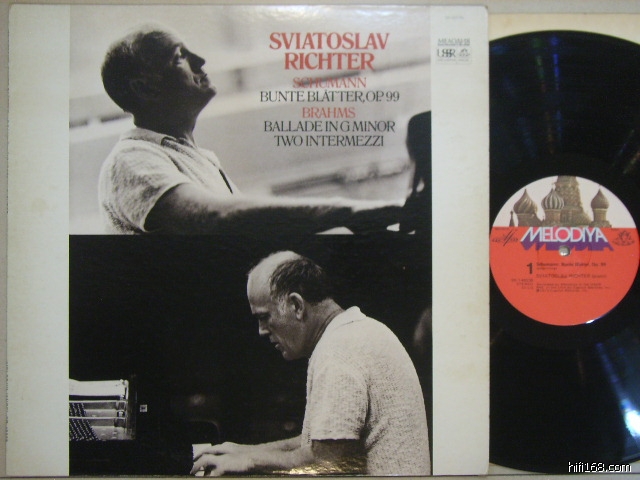 SVIATOSLAV
RICHTER
SCHUMANN
BUNTE BLÄTTER, OP. 99
BRAHMS
BALLADE IN G MINOR
TWO INTERMEZZI
MELODIYA
1
hifi168.com